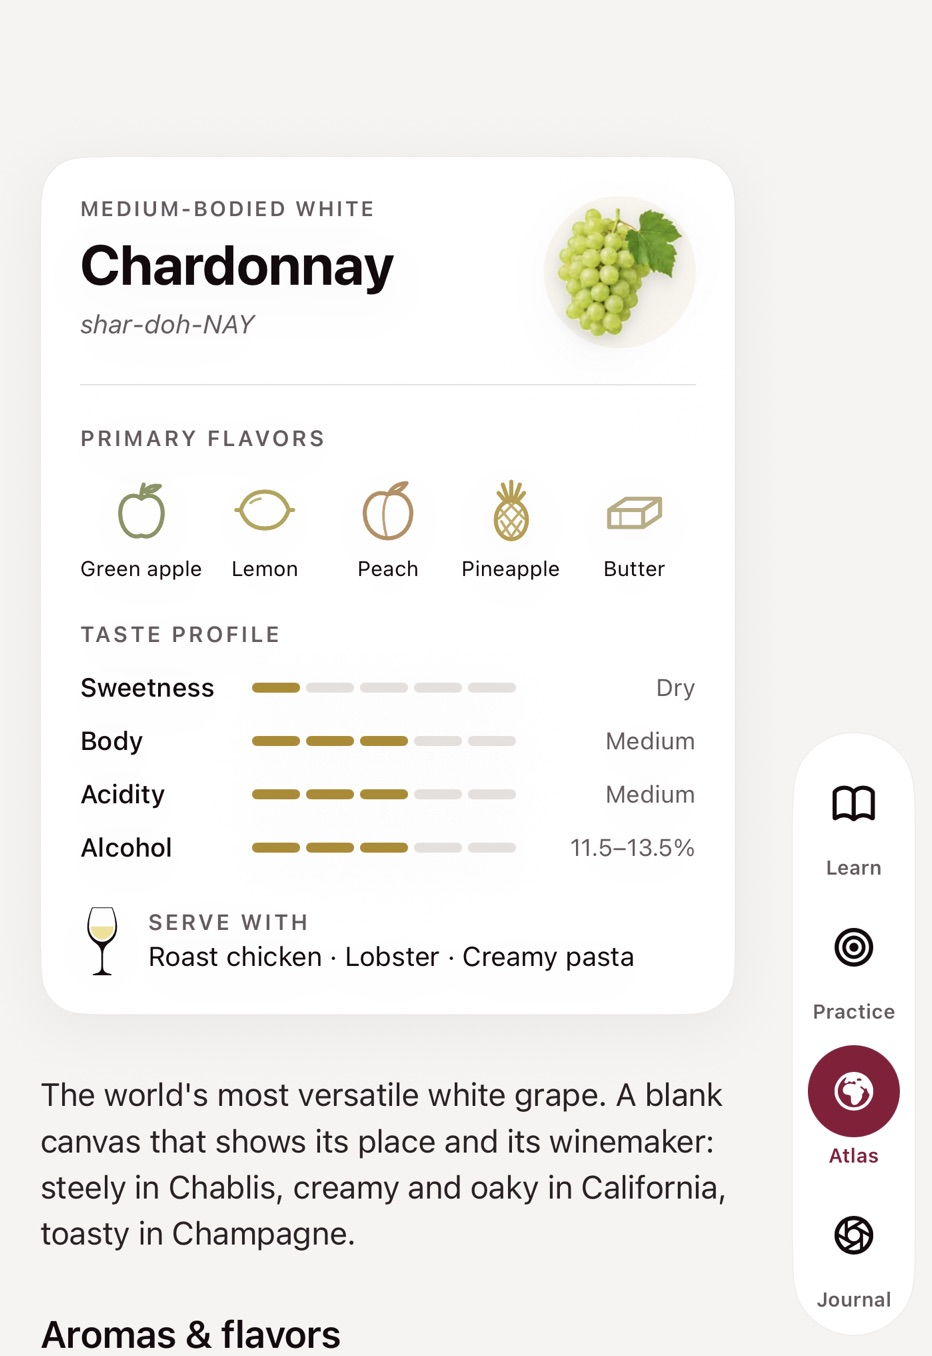 MEDIUM-BODIED WHITE
Chardonnay
shar-doh-NAY
PRIMARY FLAVORS
Green apple
Lemon
Peach
Pineapple
Butter
TASTE PROFILE
Sweetness Dry
Body Medium
Acidity Medium
Alcohol 11.5–13.5%
SERVE WITH
Roast chicken · Lobster · Creamy pasta
The world's most versatile white grape. A blank
canvas that shows its place and its winemaker:
steely in Chablis, creamy and oaky in California,
toasty in Champagne.
Aromas & flavors
Learn
Practice
Atlas
Journal